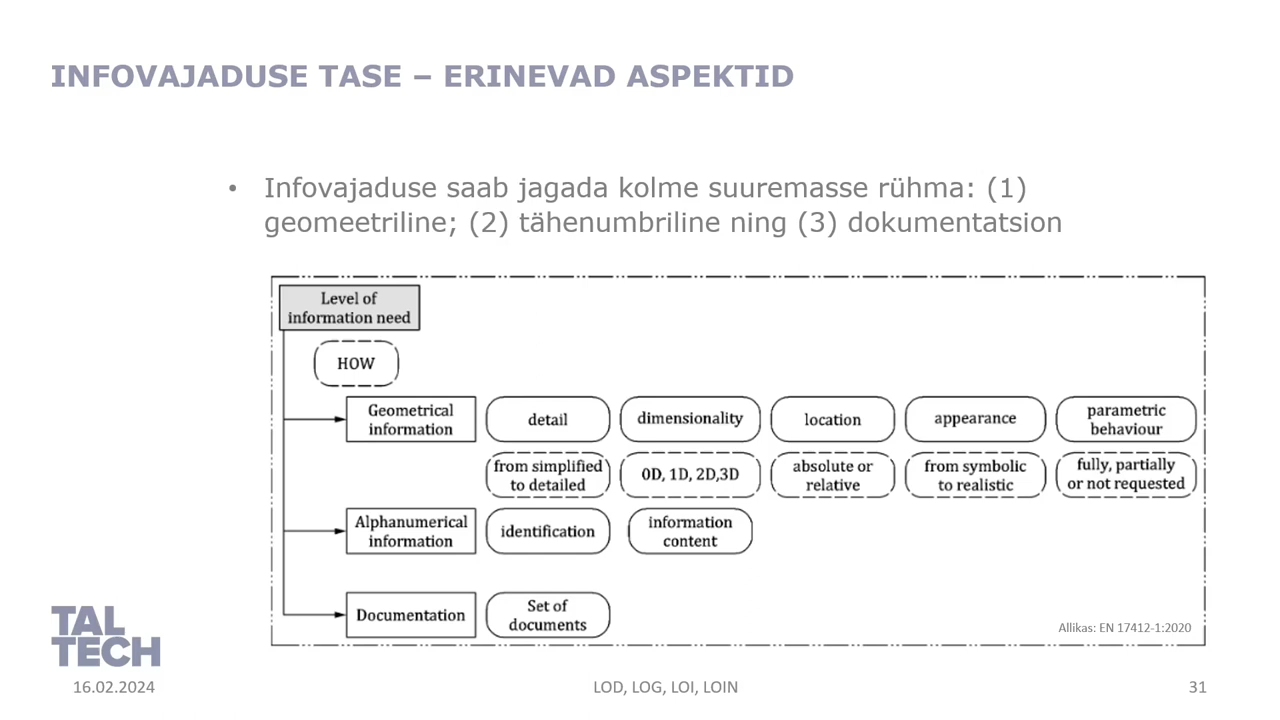 INFOVAJADUSE TASE – ERINEVAD ASPEKTID
• Infovajaduse saab jagada kolme suuremasse rühma: (1)
geomeetriline; (2) tähenumbriline ning (3) dokumentatsion
Level of
information need
HOW
Geometrical
information
detail
dimensionality
location
appearance
parametric
behaviour
from simplified
to detailed
0D, 1D, 2D,3D
absolute or
relative
from symbolic
to realistic
fully, partially
or not requested
Alphanumerical
information
identification
information
content
Documentation
Set of
documents
Allikas: EN 17412-1:2020
TAL
TECH
16.02.2024
LOD, LOG, LOI, LOIN
31